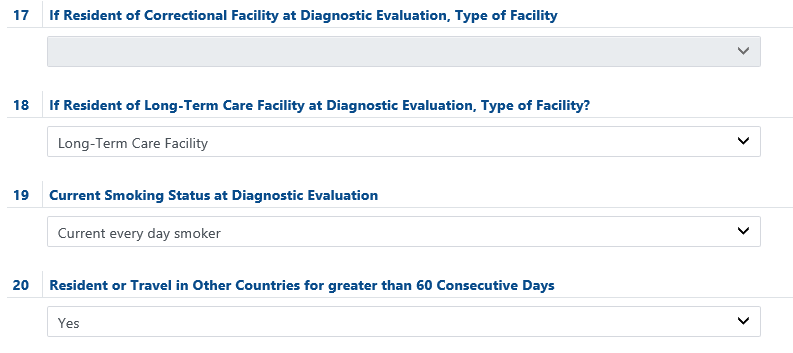 17 If Resident of Correctional Facility at Diagnostic Evaluation, Type of Facility
18 If Resident of Long-Term Care Facility at Diagnostic Evaluation, Type of Facility?
Long-Term Care Facility
19 Current Smoking Status at Diagnostic Evaluation
Current every day smoker
20 Resident or Travel in Other Countries for greater than 60 Consecutive Days
Yes